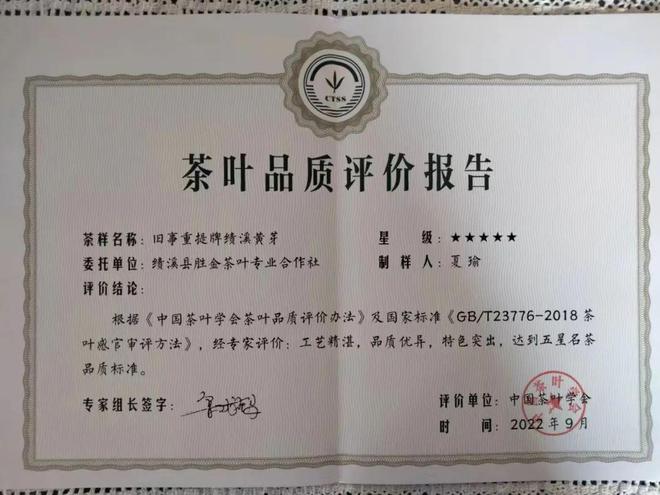 CTSS
茶叶品质评价报告
茶样名称：旧事重提牌绩溪黄芽
星 级：★★★★★
委托单位：绩溪县胜金茶叶专业合作社
制 样 人：夏瑜
评价结论：
根据《中国茶叶学会茶叶品质评价办法》及国家标准《GB/T23776-2018 茶
叶感官审评方法》，经专家评价：工艺精湛，品质优异，特色突出，达到五星名茶
品质标准。
专家组长签字：
评价单位：中国茶叶学会
时 间：2022 年 9 月